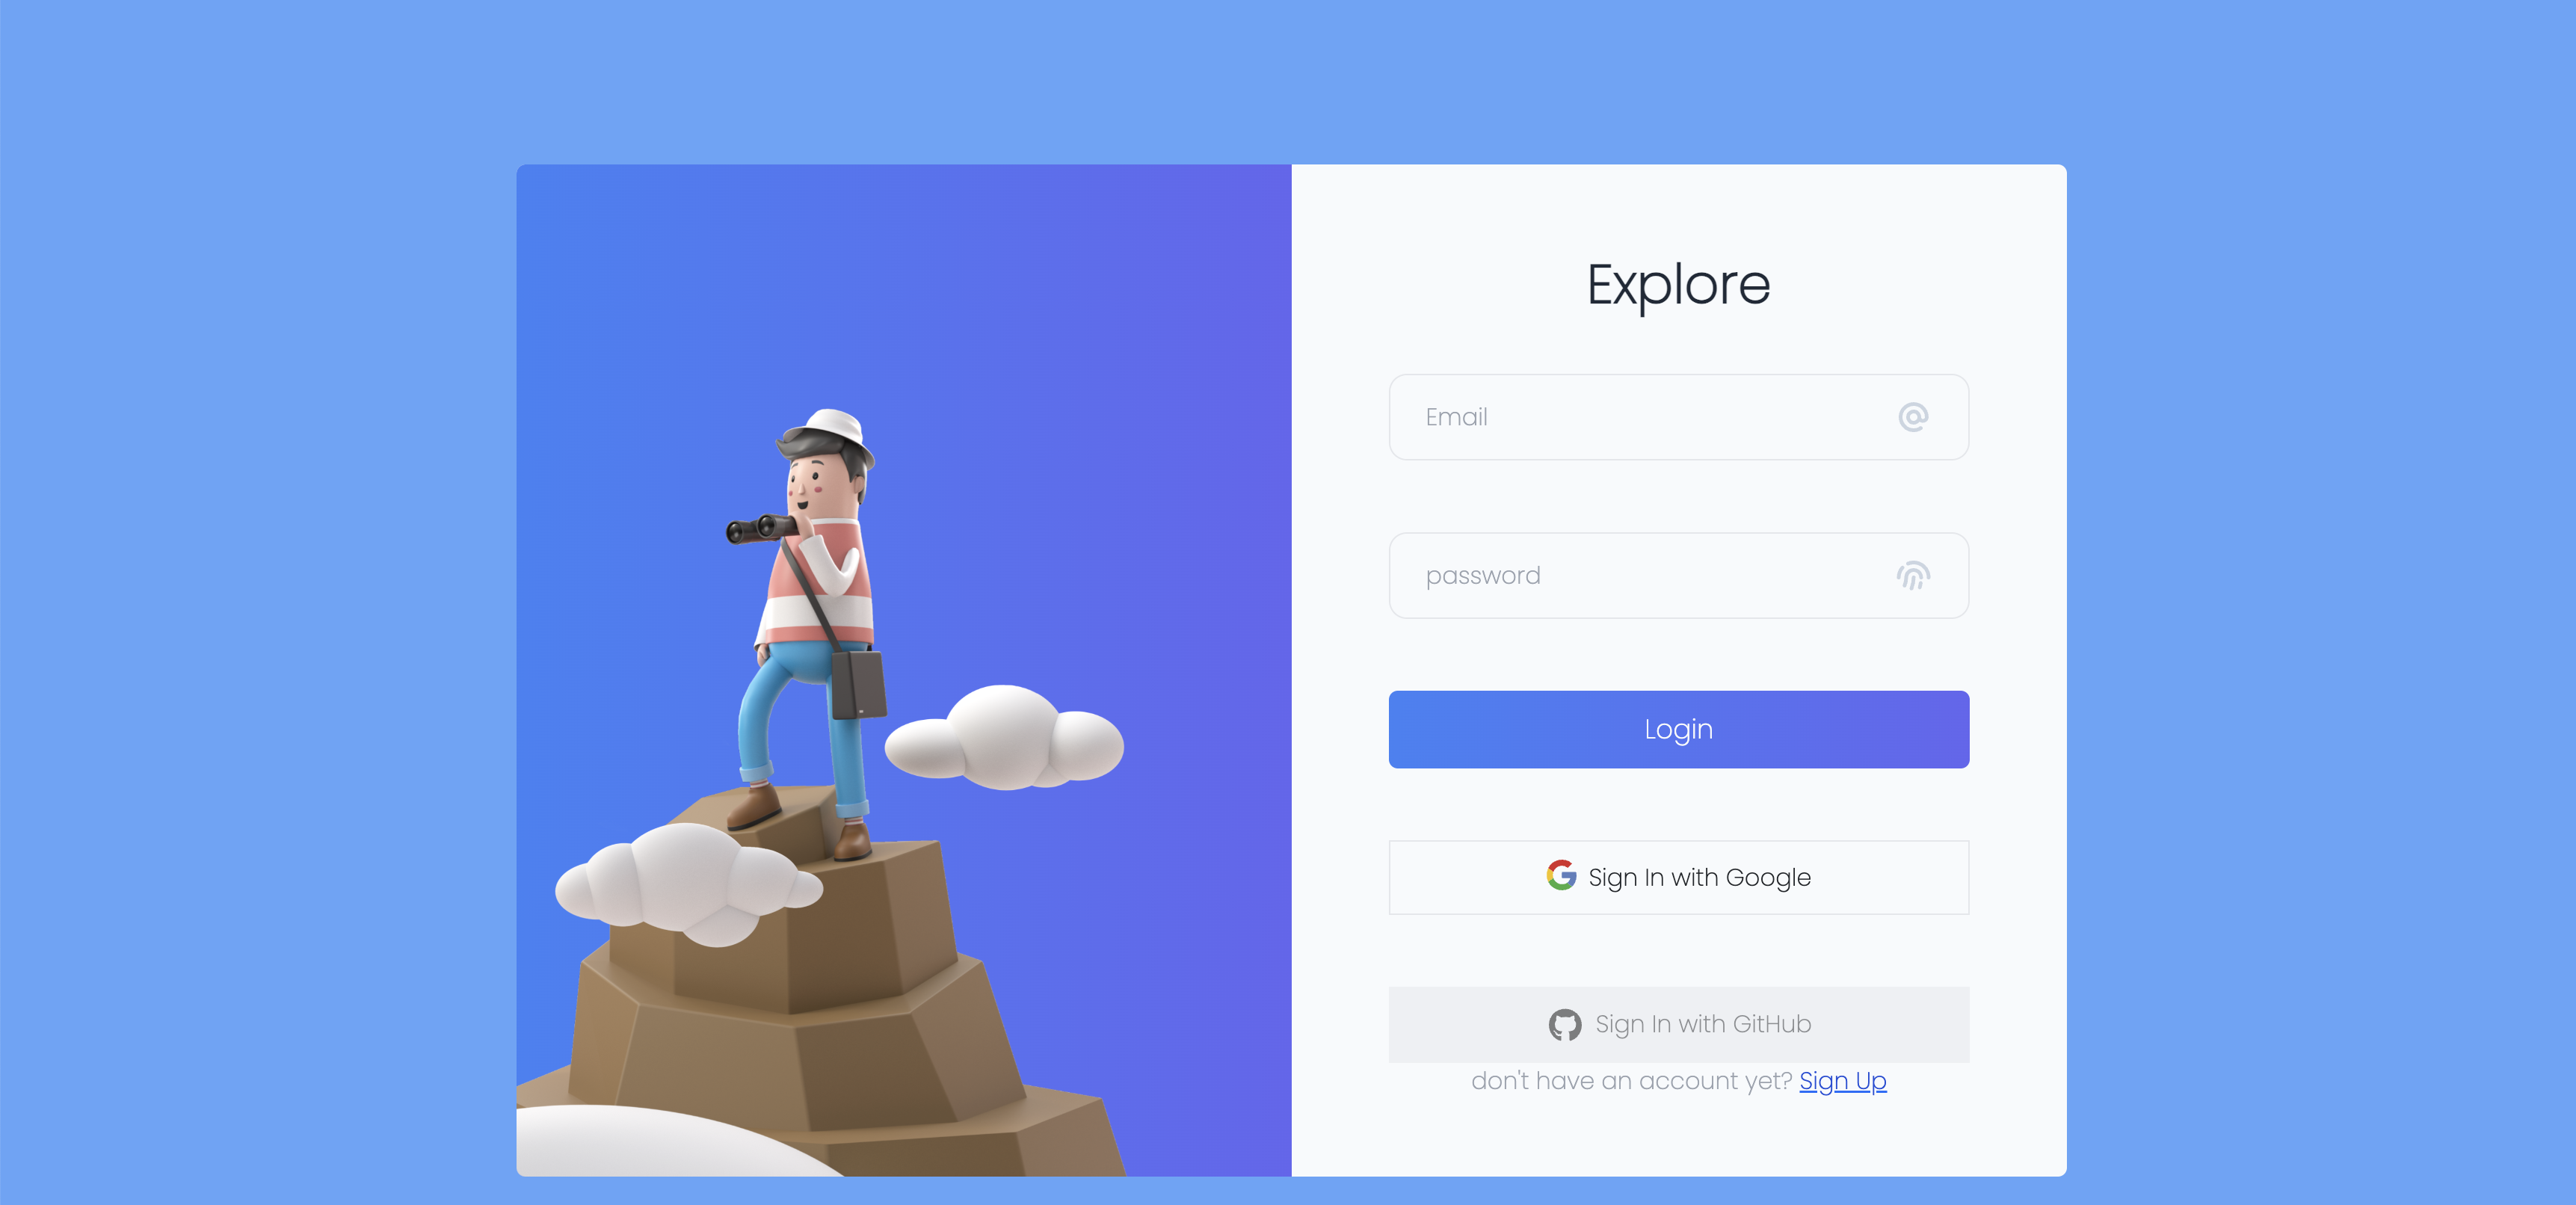 Explore
Email
password
Login
Sign In with Google
Sign In with GitHub
don't have an account yet? Sign Up